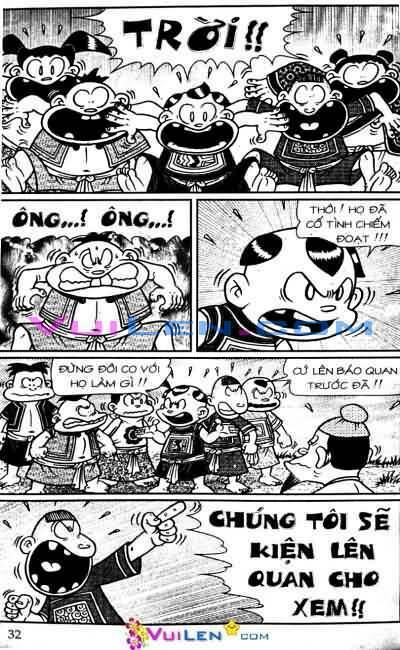 TRỜI!!
ÔNG...! ÔNG...!
THÔI! HỌ ĐÃ
CỐ TÌNH CHIẾM
ĐOẠT!!!
VUILEN.COM
ĐỪNG ĐÔI CO VỚI
HỌ LÀM GÌ!!
CỨ LÊN BÁO QUAN
TRƯỚC ĐÃ!!
CHÚNG TÔI SẼ
KIỆN LÊN
QUAN CHO
XEM!!
32
VUILEN.COM